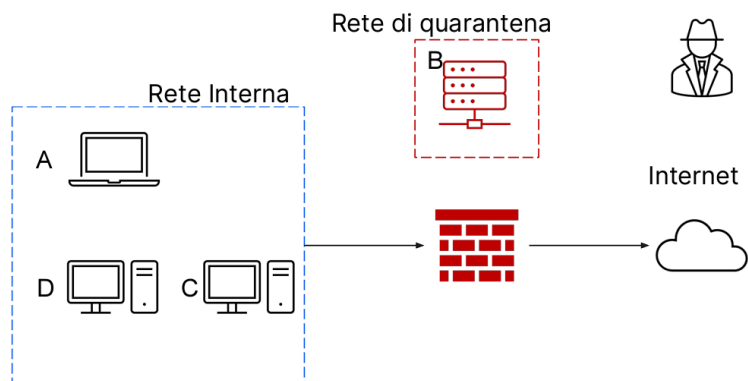 Rete di quarantena
B
Rete Interna
A
Internet
D
C